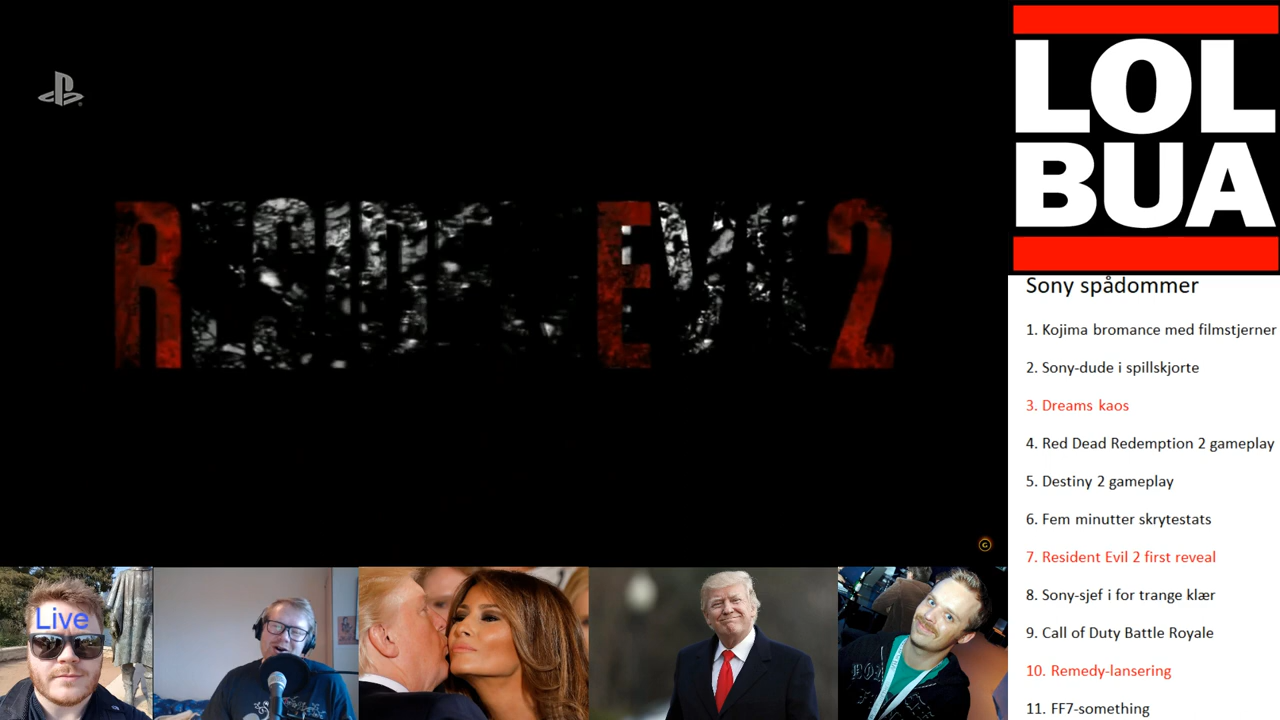 RESIDENT EVIL 2
LOL
BUA
Sony spådommer
1. Kojima bromance med filmstjerner
2. Sony-dude i spillskjorte
3. Dreams kaos
4. Red Dead Redemption 2 gameplay
5. Destiny 2 gameplay
6. Fem minutter skrytestats
7. Resident Evil 2 first reveal
8. Sony-sjef i for trange klær
9. Call of Duty Battle Royale
10. Remedy-lansering
11. FF7-something
Live